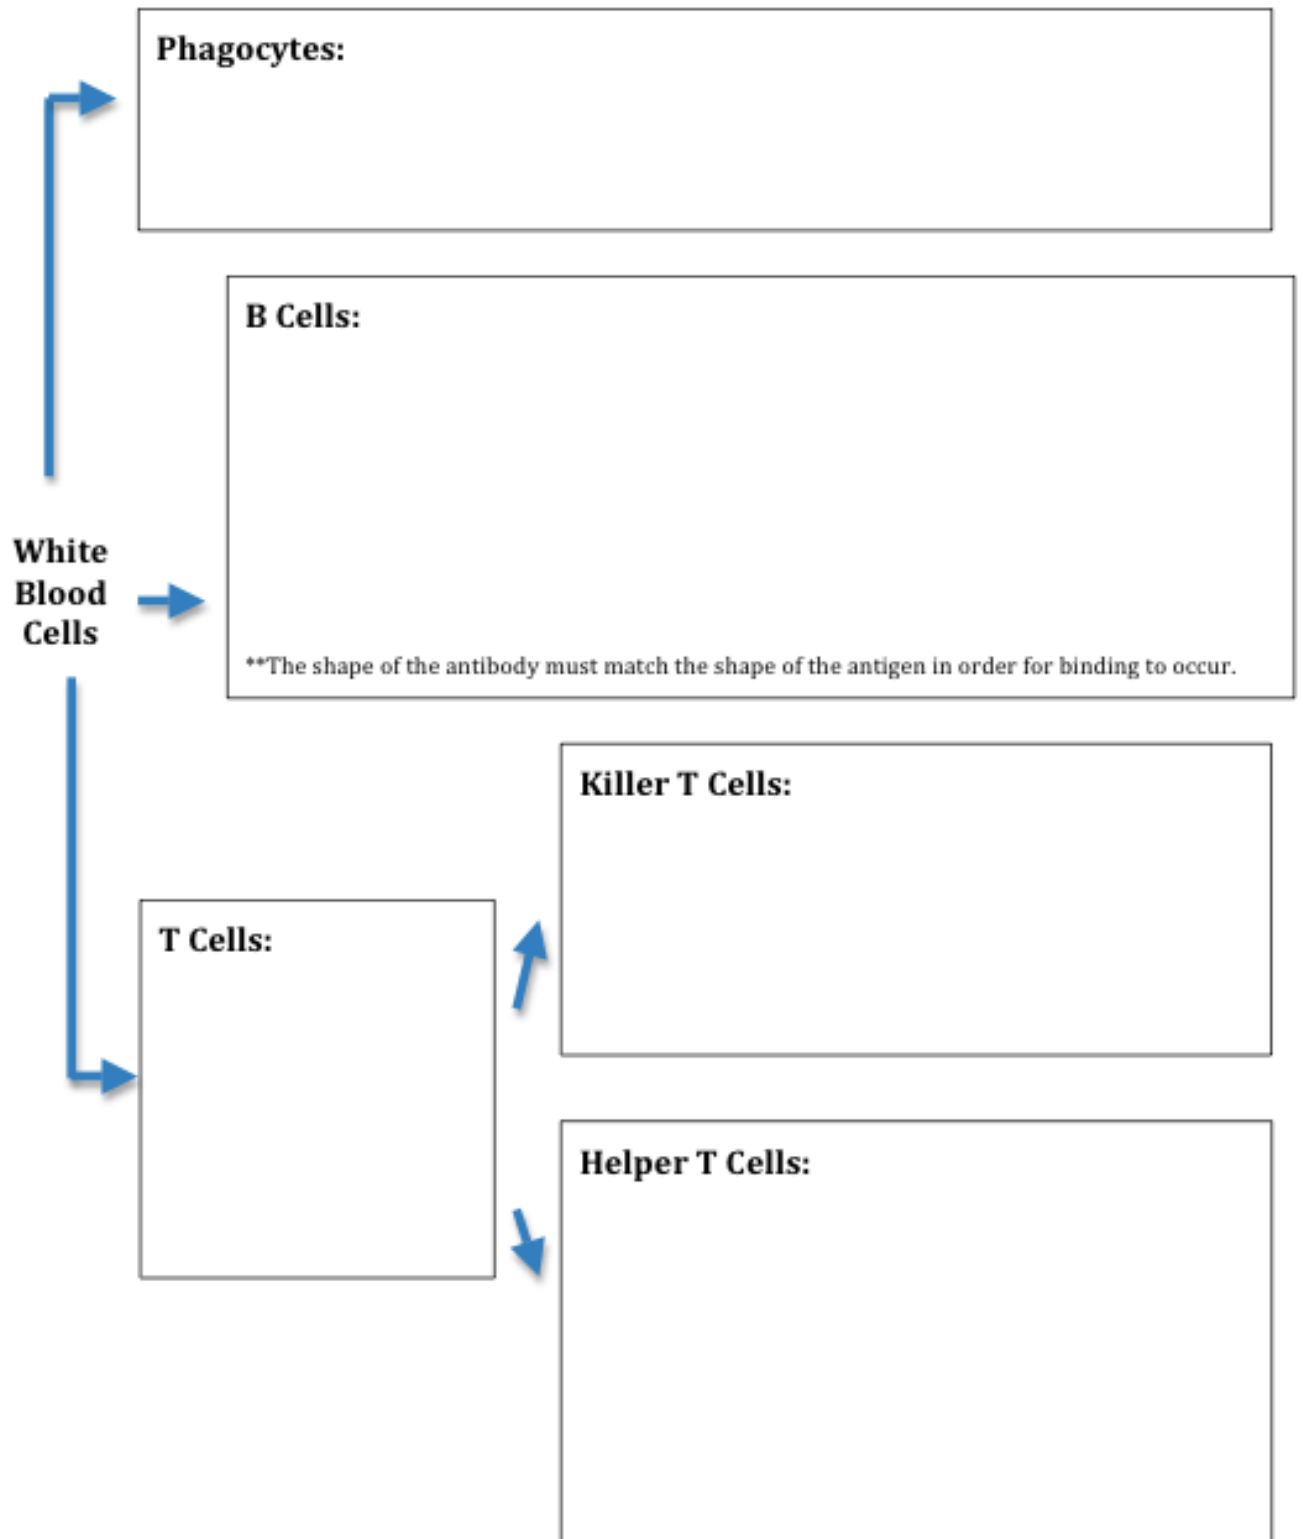 Phagocytes:
B Cells:
White
Blood
Cells
**The shape of the antibody must match the shape of the antigen in order for binding to occur.
Killer T Cells:
T Cells:
Helper T Cells: